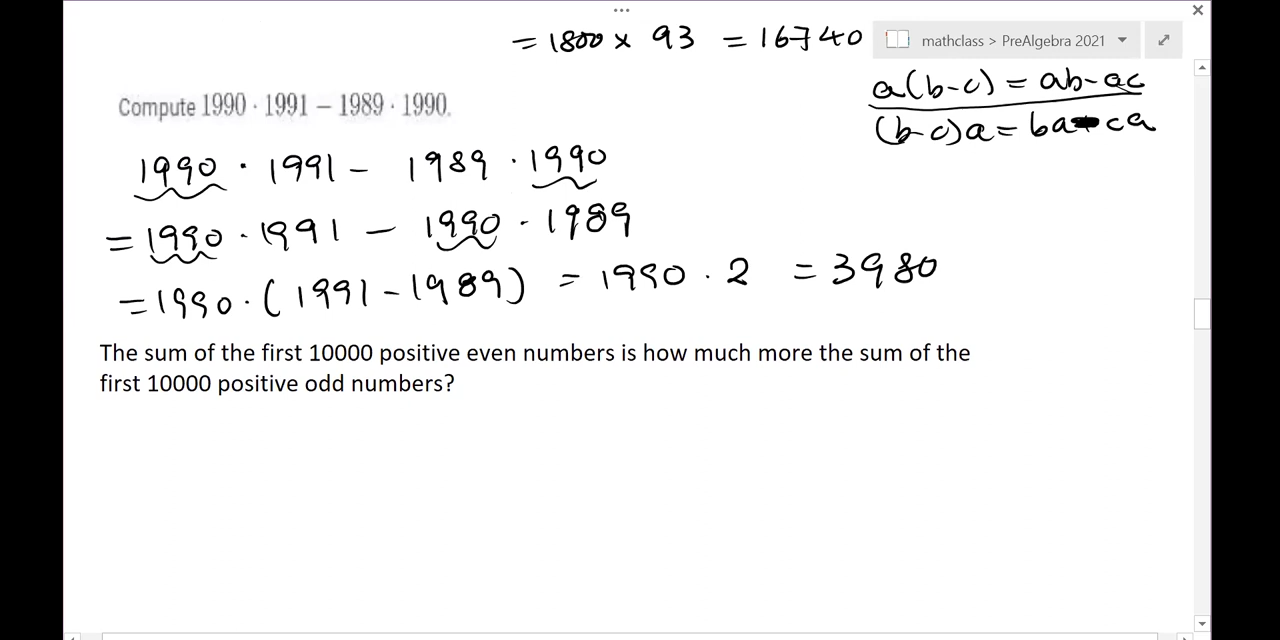 = 1800 × 93 = 16740
mathclass > PreAlgebra 2021
a(b-c) = ab-ac
(b-c)a = ba-ca
Compute 1990 · 1991 − 1989 · 1990.
1990 · 1991 − 1989 · 1990
= 1990 · 1991 − 1990 · 1989
= 1990 · (1991 − 1989) = 1990 · 2 = 3980
The sum of the first 10000 positive even numbers is how much more the sum of the
first 10000 positive odd numbers?